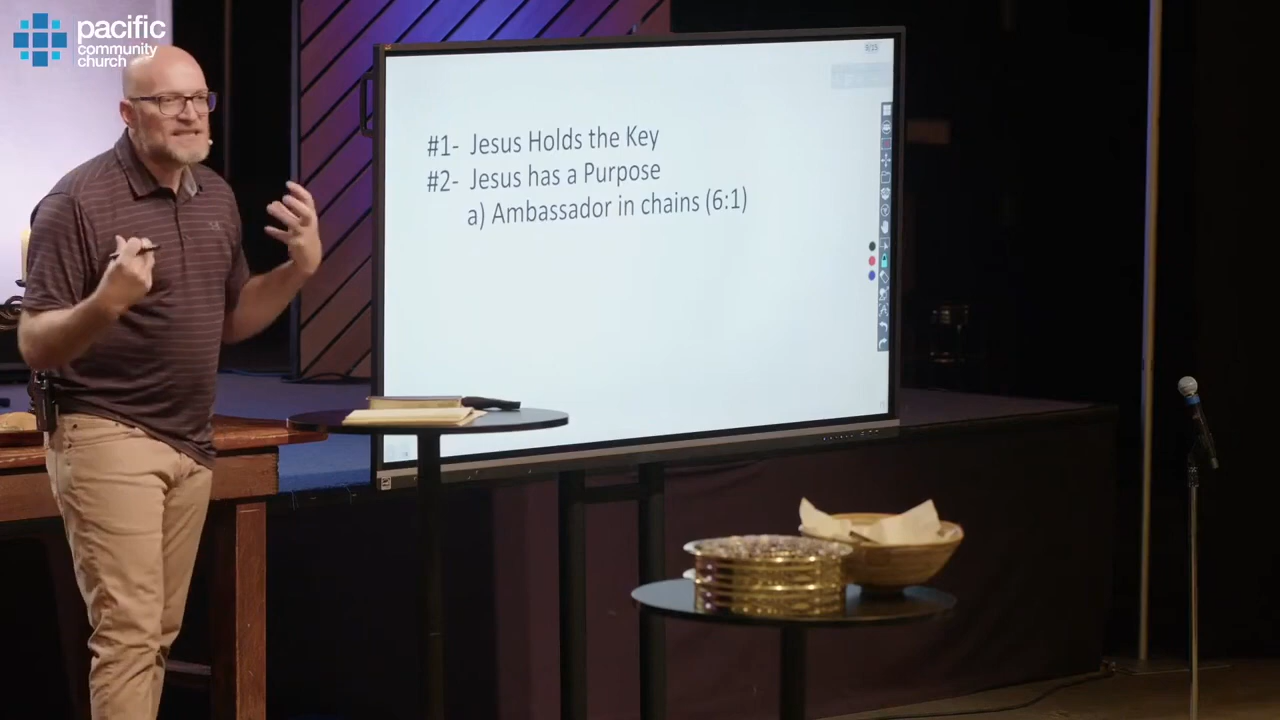 pacific
community
church
#1- Jesus Holds the Key
#2- Jesus has a Purpose
a) Ambassador in chains (6:1)